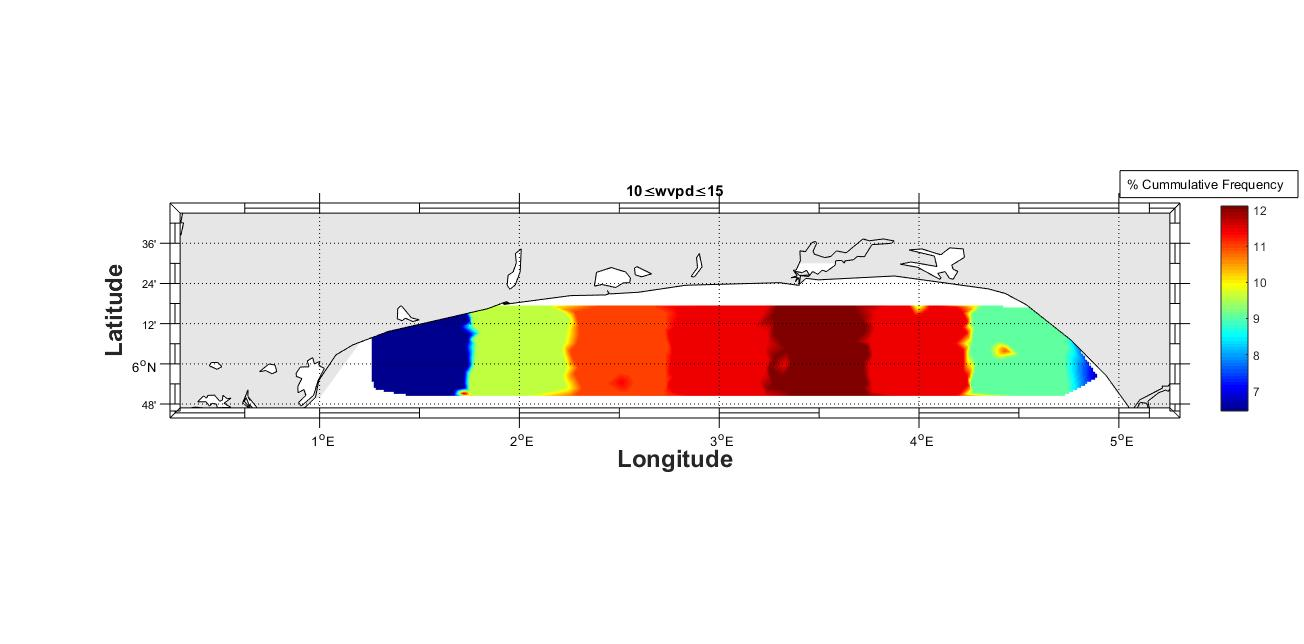 % Cummulative Frequency
10≤wvpd≤15
12
11
10
9
8
7
36'
24'
12'
6°N
48'
Latitude
1°E 2°E 3°E 4°E 5°E
Longitude